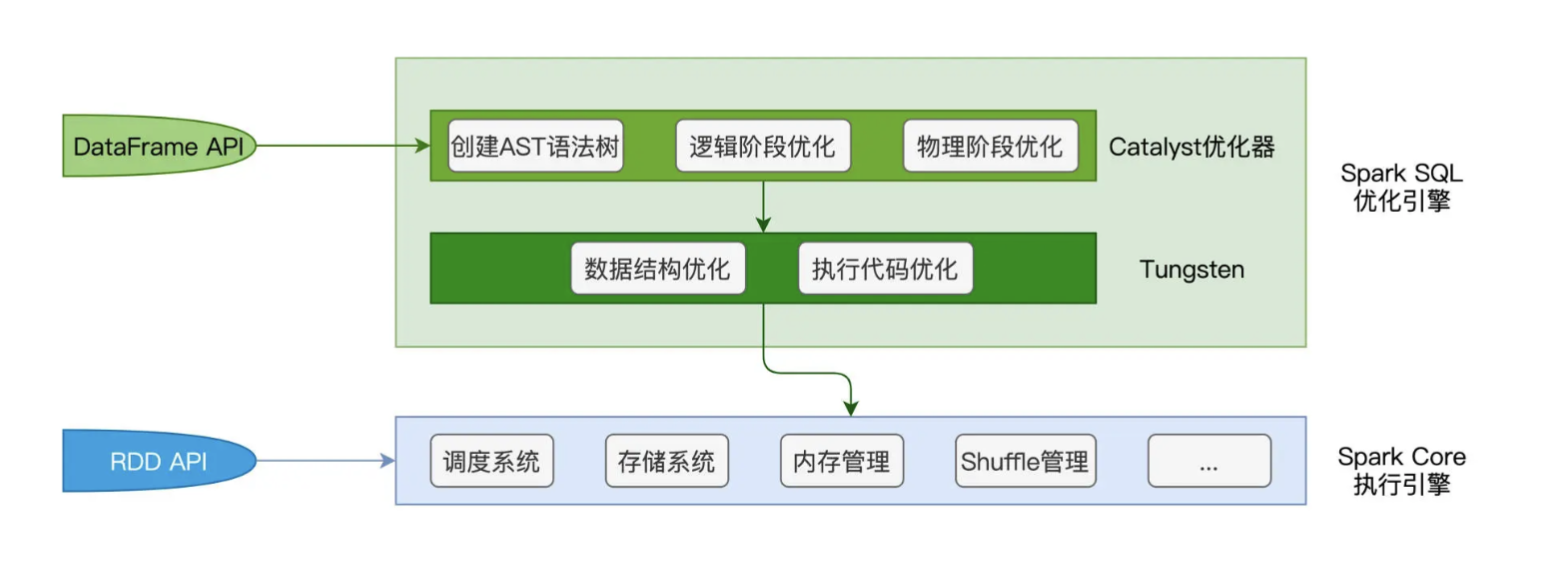 DataFrame API
创建AST语法树
逻辑阶段优化
物理阶段优化
Catalyst优化器
Spark SQL
优化引擎
数据结构优化
执行代码优化
Tungsten
RDD API
调度系统
存储系统
内存管理
Shuffle管理
...
Spark Core
执行引擎